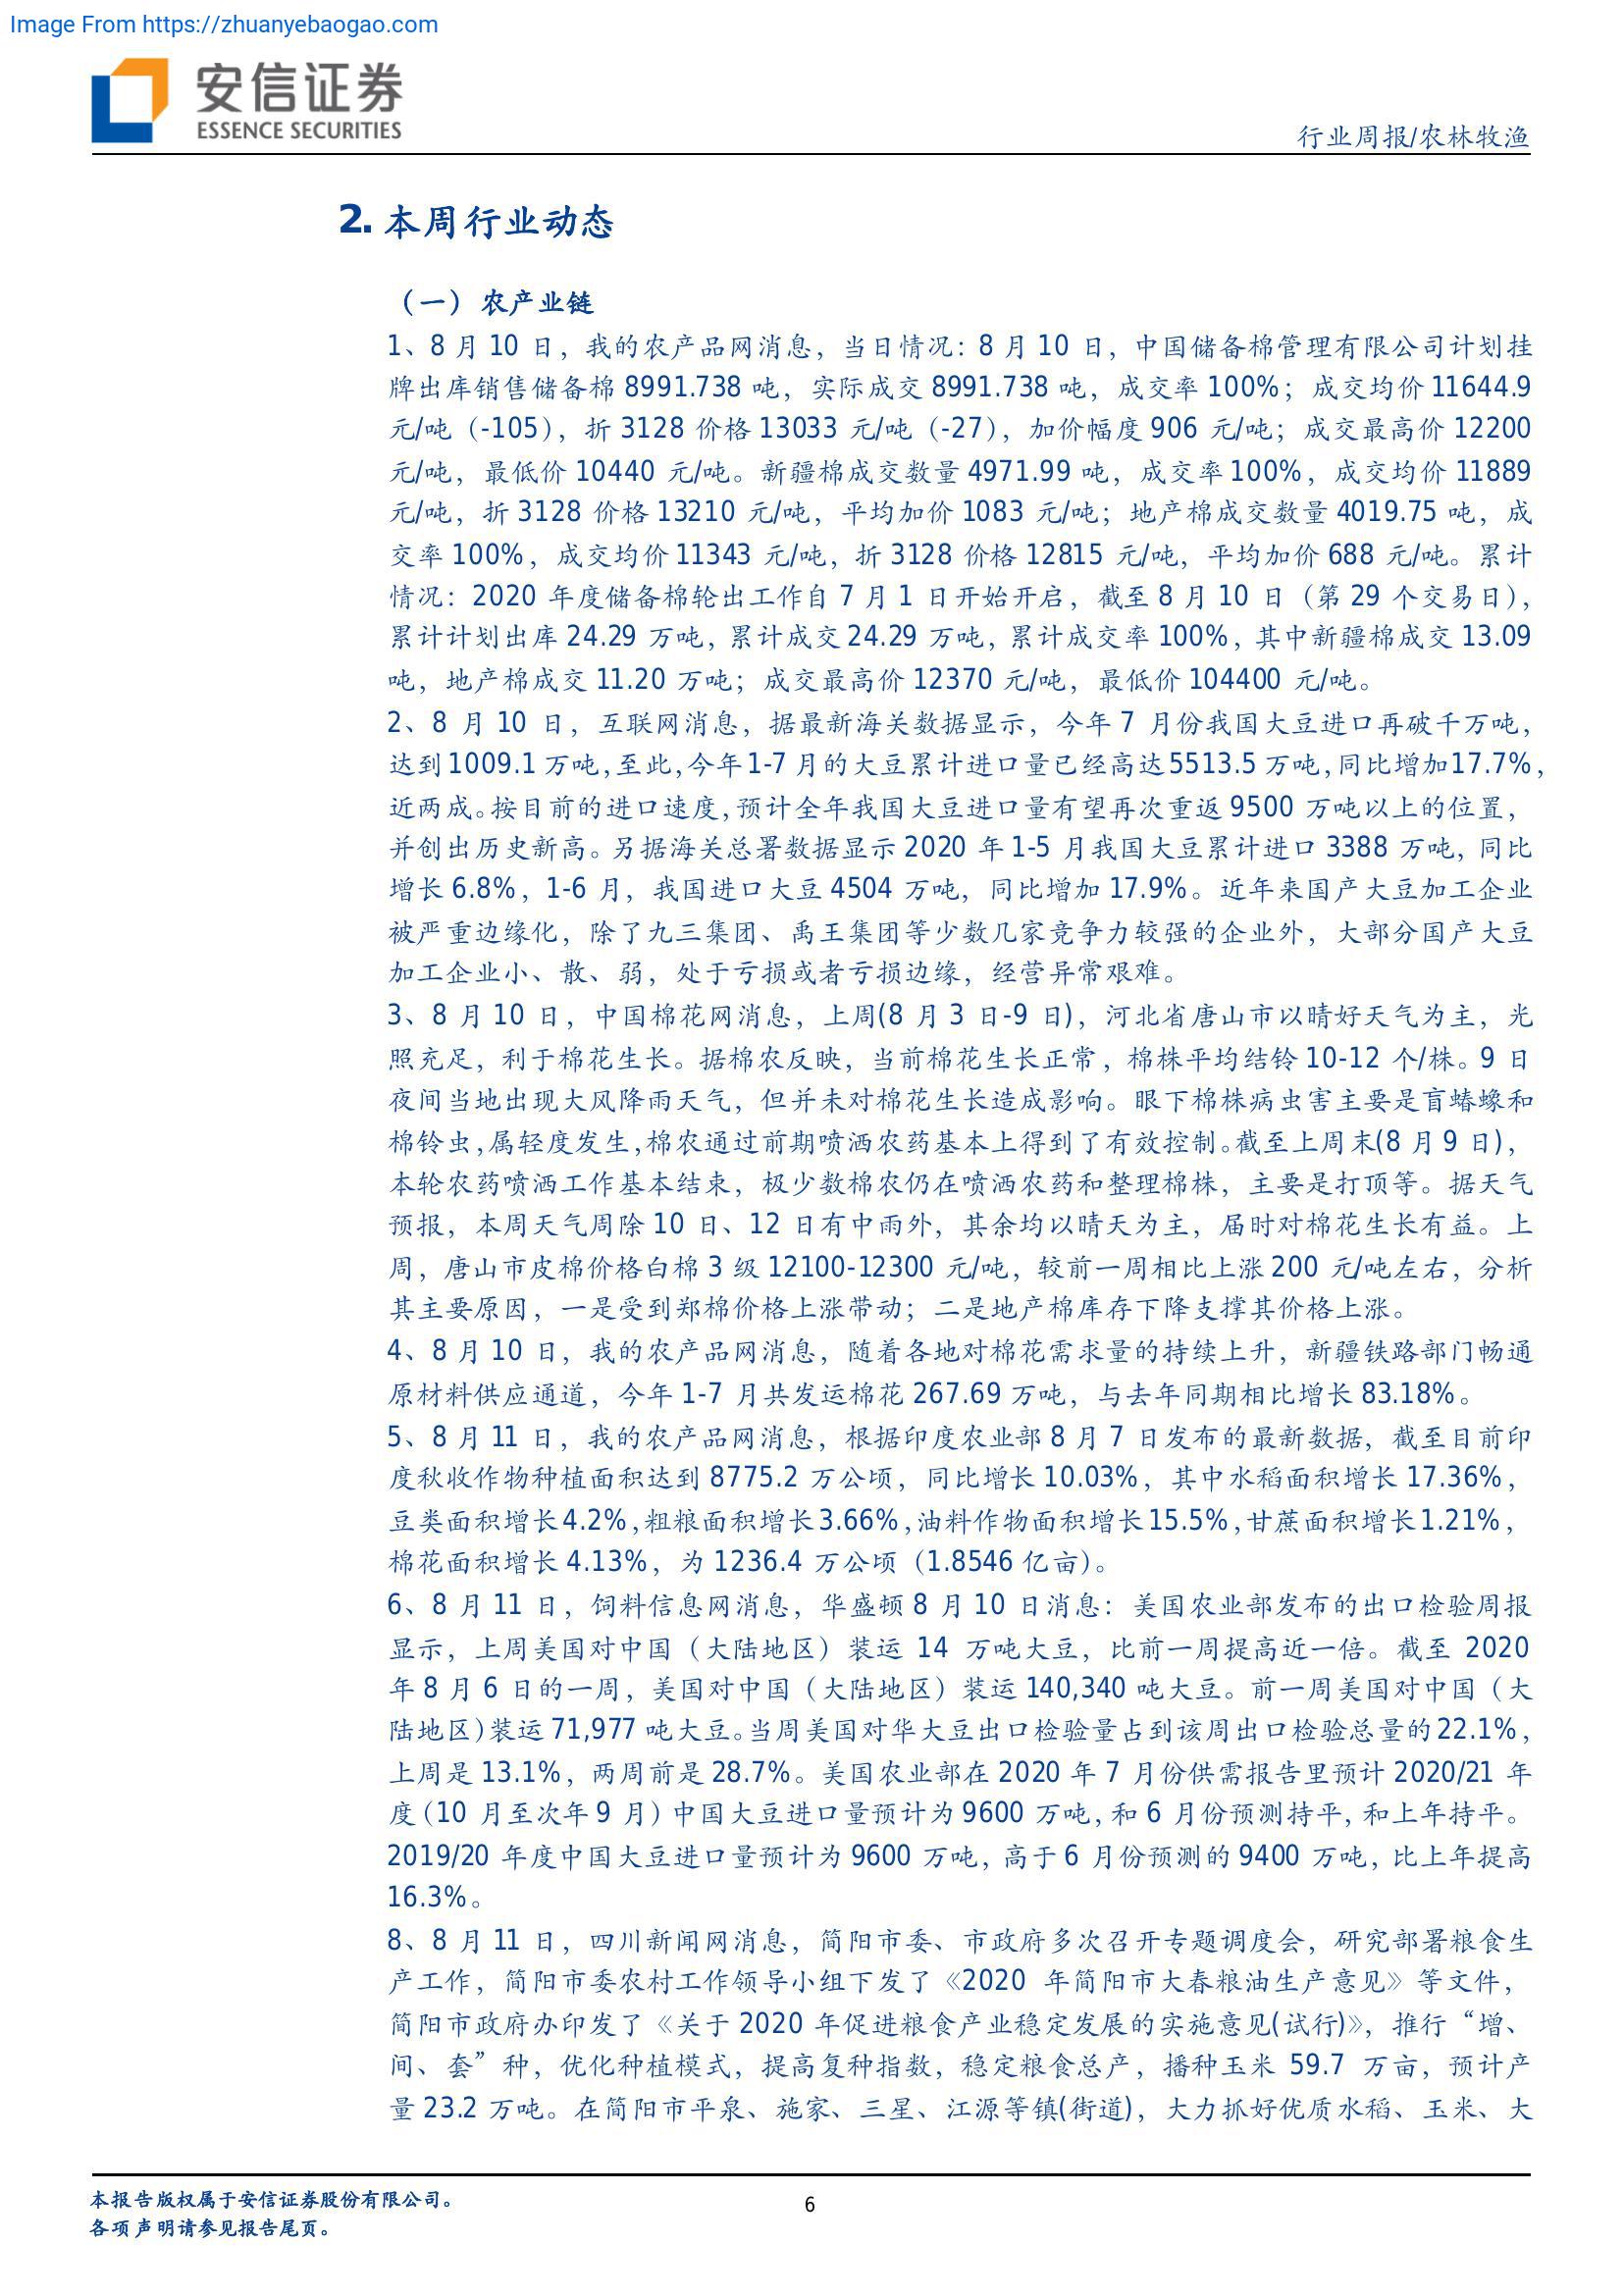 Image From https://zhuanyebaogao.com
安信证券
ESSENCE SECURITIES
行业周报/农林牧渔
2. 本周行业动态
（一） 农产业链
1、8 月 10 日，我的农产品网消息，当日情况：8 月 10 日，中国储备棉管理有限公司计划挂
牌出库销售储备棉 8991.738 吨，实际成交 8991.738 吨，成交率 100%；成交均价 11644.9
元/吨（-105），折 3128 价格 13033 元/吨（-27），加价幅度 906 元/吨；成交最高价 12200
元/吨，最低价 10440 元/吨。新疆棉成交数量 4971.99 吨，成交率 100%，成交均价 11889
元/吨，折 3128 价格 13210 元/吨，平均加价 1083 元/吨；地产棉成交数量 4019.75 吨，成
交率 100%，成交均价 11343 元/吨，折 3128 价格 12815 元/吨，平均加价 688 元/吨。累计
情况：2020 年度储备棉轮出工作自 7 月 1 日开始开启，截至 8 月 10 日（第 29 个交易日），
累计计划出库 24.29 万吨，累计成交 24.29 万吨，累计成交率 100%，其中新疆棉成交 13.09
吨，地产棉成交 11.20 万吨；成交最高价 12370 元/吨，最低价 104400 元/吨。
2、8 月 10 日，互联网消息，据最新海关数据显示，今年 7 月份我国大豆进口再破千万吨，
达到 1009.1 万吨，至此，今年 1-7 月的大豆累计进口量已经高达 5513.5 万吨，同比增加 17.7%，
近两成。按目前的进口速度，预计全年我国大豆进口量有望再次重返 9500 万吨以上的位置，
并创出历史新高。另据海关总署数据显示 2020 年 1-5 月我国大豆累计进口 3388 万吨，同比
增长 6.8%，1-6 月，我国进口大豆 4504 万吨，同比增加 17.9%。近年来国产大豆加工企业
被严重边缘化，除了九三集团、禹王集团等少数几家竞争力较强的企业外，大部分国产大豆
加工企业小、散、弱，处于亏损或者亏损边缘，经营异常艰难。
3、8 月 10 日，中国棉花网消息，上周(8 月 3 日-9 日)，河北省唐山市以晴好天气为主，光
照充足，利于棉花生长。据棉农反映，当前棉花生长正常，棉株平均结铃 10-12 个/株。9 日
夜间当地出现大风降雨天气，但并未对棉花生长造成影响。眼下棉株病虫害主要是盲蝽蟓和
棉铃虫，属轻度发生，棉农通过前期喷洒农药基本上得到了有效控制。截至上周末(8 月 9 日)，
本轮农药喷洒工作基本结束，极少数棉农仍在喷洒农药和整理棉株，主要是打顶等。据天气
预报，本周天气周除 10 日、12 日有中雨外，其余均以晴天为主，届时对棉花生长有益。上
周，唐山市皮棉价格白棉 3 级 12100-12300 元/吨，较前一周相比上涨 200 元/吨左右，分析
其主要原因，一是受到郑棉价格上涨带动；二是地产棉库存下降支撑其价格上涨。
4、8 月 10 日，我的农产品网消息，随着各地对棉花需求量的持续上升，新疆铁路部门畅通
原材料供应通道，今年 1-7 月共发运棉花 267.69 万吨，与去年同期相比增长 83.18%。
5、8 月 11 日，我的农产品网消息，根据印度农业部 8 月 7 日发布的最新数据，截至目前印
度秋收作物种植面积达到 8775.2 万公顷，同比增长 10.03%，其中水稻面积增长 17.36%，
豆类面积增长 4.2%，粗粮面积增长 3.66%，油料作物面积增长 15.5%，甘蔗面积增长 1.21%，
棉花面积增长 4.13%，为 1236.4 万公顷（1.8546 亿亩）。
6、8 月 11 日，饲料信息网消息，华盛顿 8 月 10 日消息：美国农业部发布的出口检验周报
显示，上周美国对中国（大陆地区）装运 14 万吨大豆，比前一周提高近一倍。截至 2020
年 8 月 6 日的一周，美国对中国（大陆地区）装运 140,340 吨大豆。前一周美国对中国（大
陆地区)装运 71,977 吨大豆。当周美国对华大豆出口检验量占到该周出口检验总量的 22.1%，
上周是 13.1%，两周前是 28.7%。美国农业部在 2020 年 7 月份供需报告里预计 2020/21 年
度（10 月至次年 9 月）中国大豆进口量预计为 9600 万吨，和 6 月份预测持平，和上年持平。
2019/20 年度中国大豆进口量预计为 9600 万吨，高于 6 月份预测的 9400 万吨，比上年提高
16.3%。
8、8 月 11 日，四川新闻网消息，简阳市委、市政府多次召开专题调度会，研究部署粮食生
产工作，简阳市委农村工作领导小组下发了《2020 年简阳市大春粮油生产意见》等文件，
简阳市政府办印发了《关于 2020 年促进粮食产业稳定发展的实施意见(试行)》，推行“增、
间、套”种，优化种植模式，提高复种指数，稳定粮食总产，播种玉米 59.7 万亩，预计产
量 23.2 万吨。在简阳市平泉、施家、三星、江源等镇(街道)，大力抓好优质水稻、玉米、大
本报告版权属于安信证券股份有限公司。
各项声明请参见报告尾页。
6